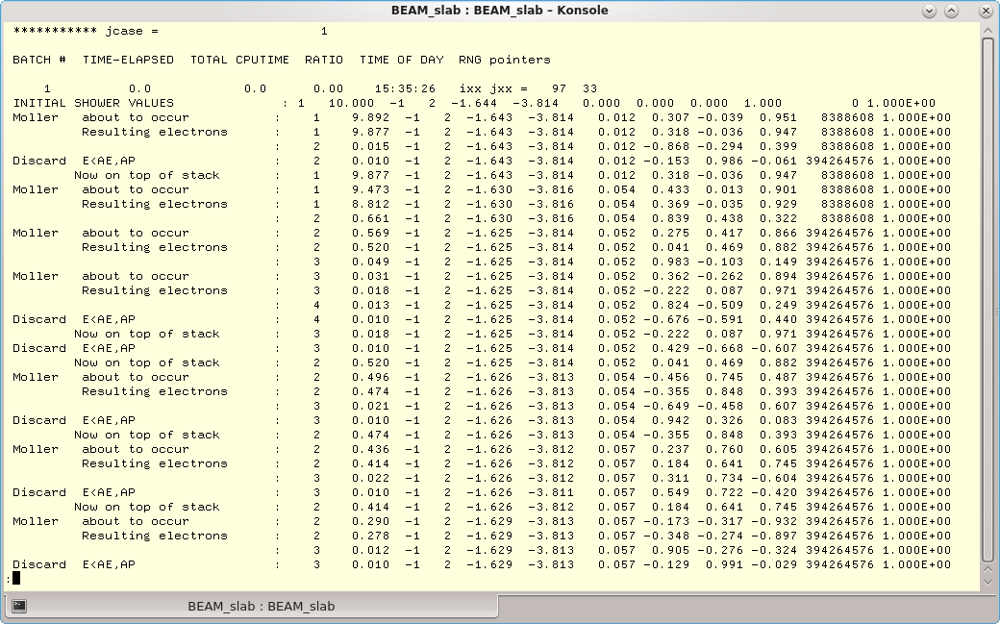 BEAM_slab : BEAM_slab – Konsole
*********** jcase = 1
BATCH # TIME-ELAPSED TOTAL CPUTIME RATIO TIME OF DAY RNG pointers
1 0.0 0.0 0.00 15:35:26 ixx jxx = 97 33
INITIAL SHOWER VALUES : 1 10.000 -1 2 -1.644 -3.814 0.000 0.000 0.000 1.000 0 1.000E+00
Moller about to occur : 1 9.892 -1 2 -1.643 -3.814 0.012 0.307 -0.039 0.951 8388608 1.000E+00
Resulting electrons : 1 9.877 -1 2 -1.643 -3.814 0.012 0.318 -0.036 0.947 8388608 1.000E+00
: 2 0.015 -1 2 -1.643 -3.814 0.012 -0.868 -0.294 0.399 8388608 1.000E+00
Discard E<AE,AP : 2 0.010 -1 2 -1.643 -3.814 0.012 -0.153 0.986 -0.061 394264576 1.000E+00
Now on top of stack : 1 9.877 -1 2 -1.643 -3.814 0.012 0.318 -0.036 0.947 8388608 1.000E+00
Moller about to occur : 1 9.473 -1 2 -1.630 -3.816 0.054 0.433 0.013 0.901 8388608 1.000E+00
Resulting electrons : 1 8.812 -1 2 -1.630 -3.816 0.054 0.369 -0.035 0.929 8388608 1.000E+00
: 2 0.661 -1 2 -1.630 -3.816 0.054 0.839 0.438 0.322 8388608 1.000E+00
Moller about to occur : 2 0.569 -1 2 -1.625 -3.814 0.052 0.275 0.417 0.866 394264576 1.000E+00
Resulting electrons : 2 0.520 -1 2 -1.625 -3.814 0.052 0.041 0.469 0.882 394264576 1.000E+00
: 3 0.049 -1 2 -1.625 -3.814 0.052 0.983 -0.103 0.149 394264576 1.000E+00
Moller about to occur : 3 0.031 -1 2 -1.625 -3.814 0.052 0.362 -0.262 0.894 394264576 1.000E+00
Resulting electrons : 3 0.018 -1 2 -1.625 -3.814 0.052 -0.222 0.087 0.971 394264576 1.000E+00
: 4 0.013 -1 2 -1.625 -3.814 0.052 0.824 -0.509 0.249 394264576 1.000E+00
Discard E<AE,AP : 4 0.010 -1 2 -1.625 -3.814 0.052 -0.676 -0.591 0.440 394264576 1.000E+00
Now on top of stack : 3 0.018 -1 2 -1.625 -3.814 0.052 -0.222 0.087 0.971 394264576 1.000E+00
Discard E<AE,AP : 3 0.010 -1 2 -1.625 -3.814 0.052 0.429 -0.668 -0.607 394264576 1.000E+00
Now on top of stack : 2 0.520 -1 2 -1.625 -3.814 0.052 0.041 0.469 0.882 394264576 1.000E+00
Moller about to occur : 2 0.496 -1 2 -1.626 -3.813 0.054 -0.456 0.745 0.487 394264576 1.000E+00
Resulting electrons : 2 0.474 -1 2 -1.626 -3.813 0.054 -0.355 0.848 0.393 394264576 1.000E+00
: 3 0.021 -1 2 -1.626 -3.813 0.054 -0.649 -0.458 0.607 394264576 1.000E+00
Discard E<AE,AP : 3 0.010 -1 2 -1.626 -3.813 0.054 0.942 0.326 0.083 394264576 1.000E+00
Now on top of stack : 2 0.474 -1 2 -1.626 -3.813 0.054 -0.355 0.848 0.393 394264576 1.000E+00
Moller about to occur : 2 0.436 -1 2 -1.626 -3.812 0.057 0.237 0.760 0.605 394264576 1.000E+00
Resulting electrons : 2 0.414 -1 2 -1.626 -3.812 0.057 0.184 0.641 0.745 394264576 1.000E+00
: 3 0.022 -1 2 -1.626 -3.812 0.057 0.311 0.734 -0.604 394264576 1.000E+00
Discard E<AE,AP : 3 0.010 -1 2 -1.626 -3.811 0.057 0.549 0.722 -0.420 394264576 1.000E+00
Now on top of stack : 2 0.414 -1 2 -1.626 -3.812 0.057 0.184 0.641 0.745 394264576 1.000E+00
Moller about to occur : 2 0.290 -1 2 -1.629 -3.813 0.057 -0.173 -0.317 -0.932 394264576 1.000E+00
Resulting electrons : 2 0.278 -1 2 -1.629 -3.813 0.057 -0.348 -0.274 -0.897 394264576 1.000E+00
: 3 0.012 -1 2 -1.629 -3.813 0.057 0.905 -0.276 -0.324 394264576 1.000E+00
Discard E<AE,AP : 3 0.010 -1 2 -1.629 -3.813 0.057 -0.129 0.991 -0.029 394264576 1.000E+00
:
BEAM_slab : BEAM_slab